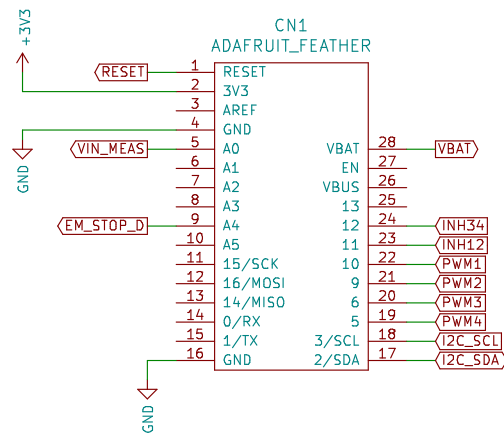 CN1
ADAFRUIT_FEATHER
+3V3
RESET 1 RESET
2 3V3
3 AREF
4 GND
GND
VIN_MEAS 5 A0 VBAT 28 VBAT
6 A1 EN 27
7 A2 VBUS 26
8 A3 13 25
EM_STOP_D 9 A4 12 24 INH34
10 A5 11 23 INH12
11 15/SCK 10 22 PWM1
12 16/MOSI 9 21 PWM2
13 14/MISO 6 20 PWM3
14 0/RX 5 19 PWM4
15 1/TX 3/SCL 18 I2C_SCL
16 GND 2/SDA 17 I2C_SDA
GND